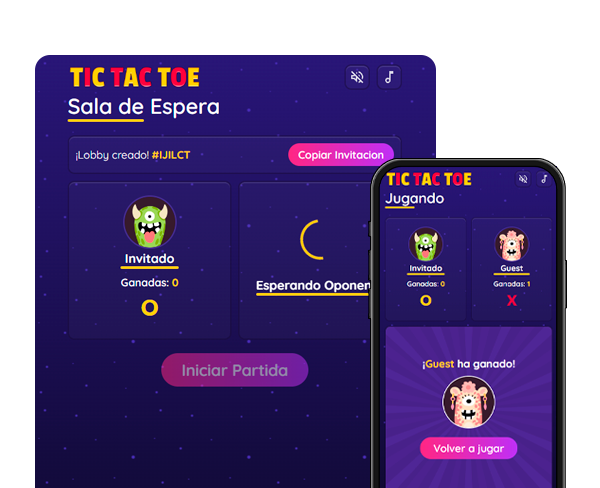 TIC TAC TOE
Sala de Espera
¡Lobby creado! #IJILCT
Copiar Invitacion
Invitado
Ganadas: 0
O
Esperando Oponen
Iniciar Partida
TIC TAC TOE
Jugando
Invitado
Ganadas: 0
O
Guest
Ganadas: 1
X
¡Guest ha ganado!
Volver a jugar